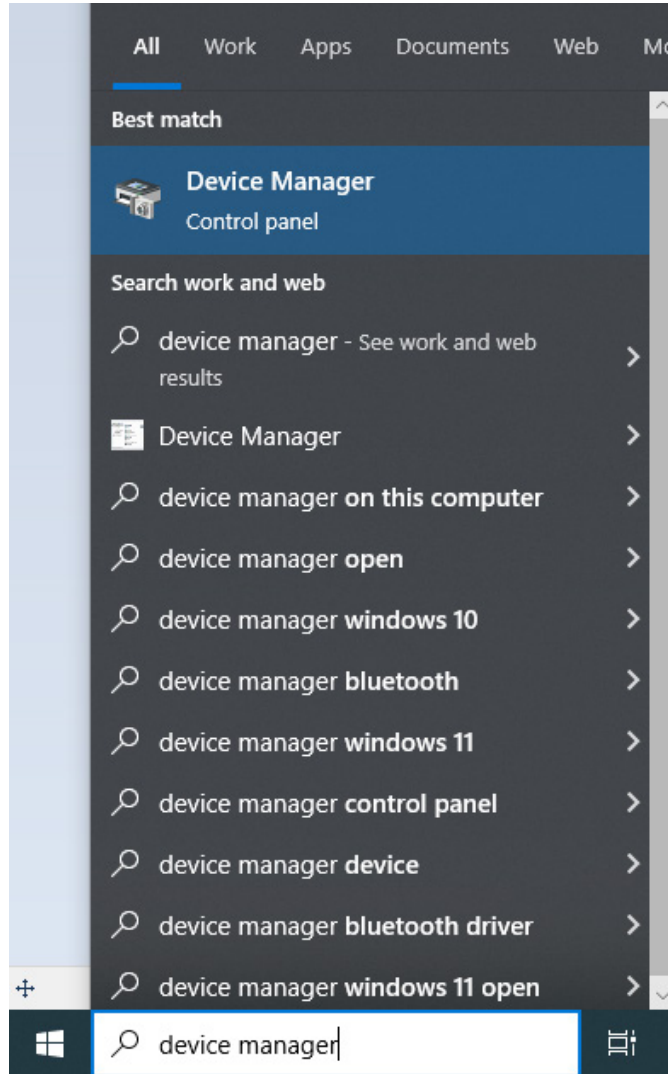 All Work Apps Documents Web Mo
Best match
Device Manager
Control panel
Search work and web
device manager - See work and web
results
Device Manager
device manager on this computer
device manager open
device manager windows 10
device manager bluetooth
device manager windows 11
device manager control panel
device manager device
device manager bluetooth driver
device manager windows 11 open
device manager